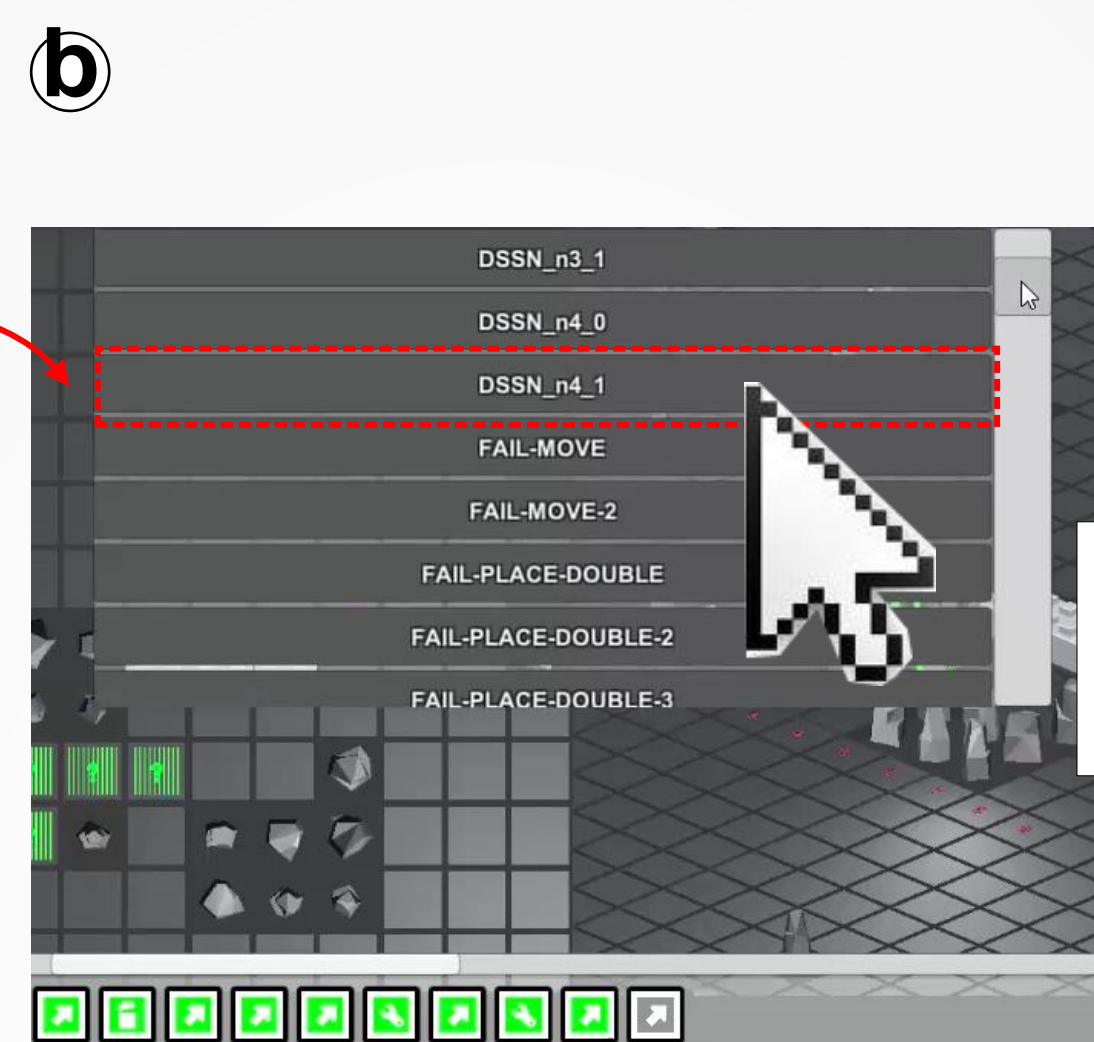 b
DSSN_n3_1
DSSN_n4_0
DSSN_n4_1
FAIL-MOVE
FAIL-MOVE-2
FAIL-PLACE-DOUBLE
FAIL-PLACE-DOUBLE-2
FAIL-PLACE-DOUBLE-3
? ?